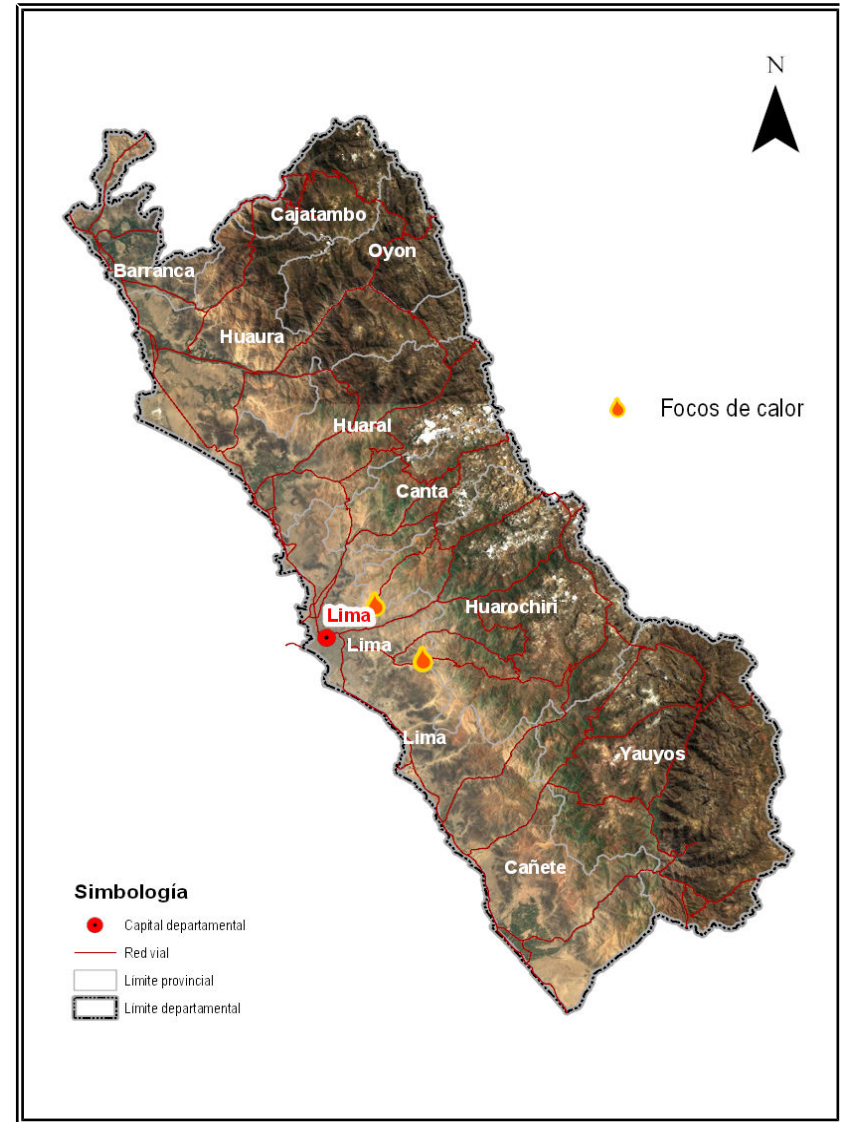 N
Cajatambo
Oyon
Barranca
Huaura
Focos de calor
Huaral
Canta
Huarochiri
Lima
Lima
Lima
Yauyos
Cañete
Simbología
Capital departamental
Red vial
Límite provincial
Límite departamental